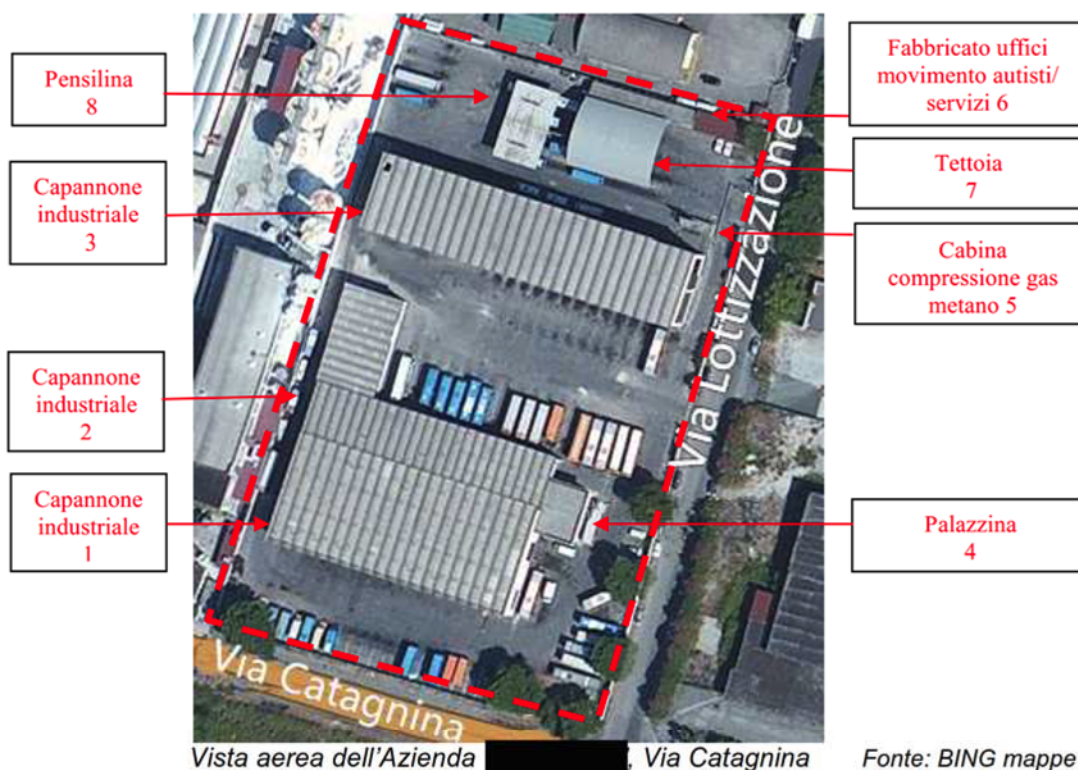 Pensilina
8
Capannone
industriale
3
Capannone
industriale
2
Capannone
industriale
1
Fabbricato uffici
movimento autisti/
servizi 6
Tettoia
7
Cabina
compressione gas
metano 5
Palazzina
4
Via Lottizzazione
Via Catagnina
Vista aerea dell'Azienda , Via Catagnina Fonte: BING mappe